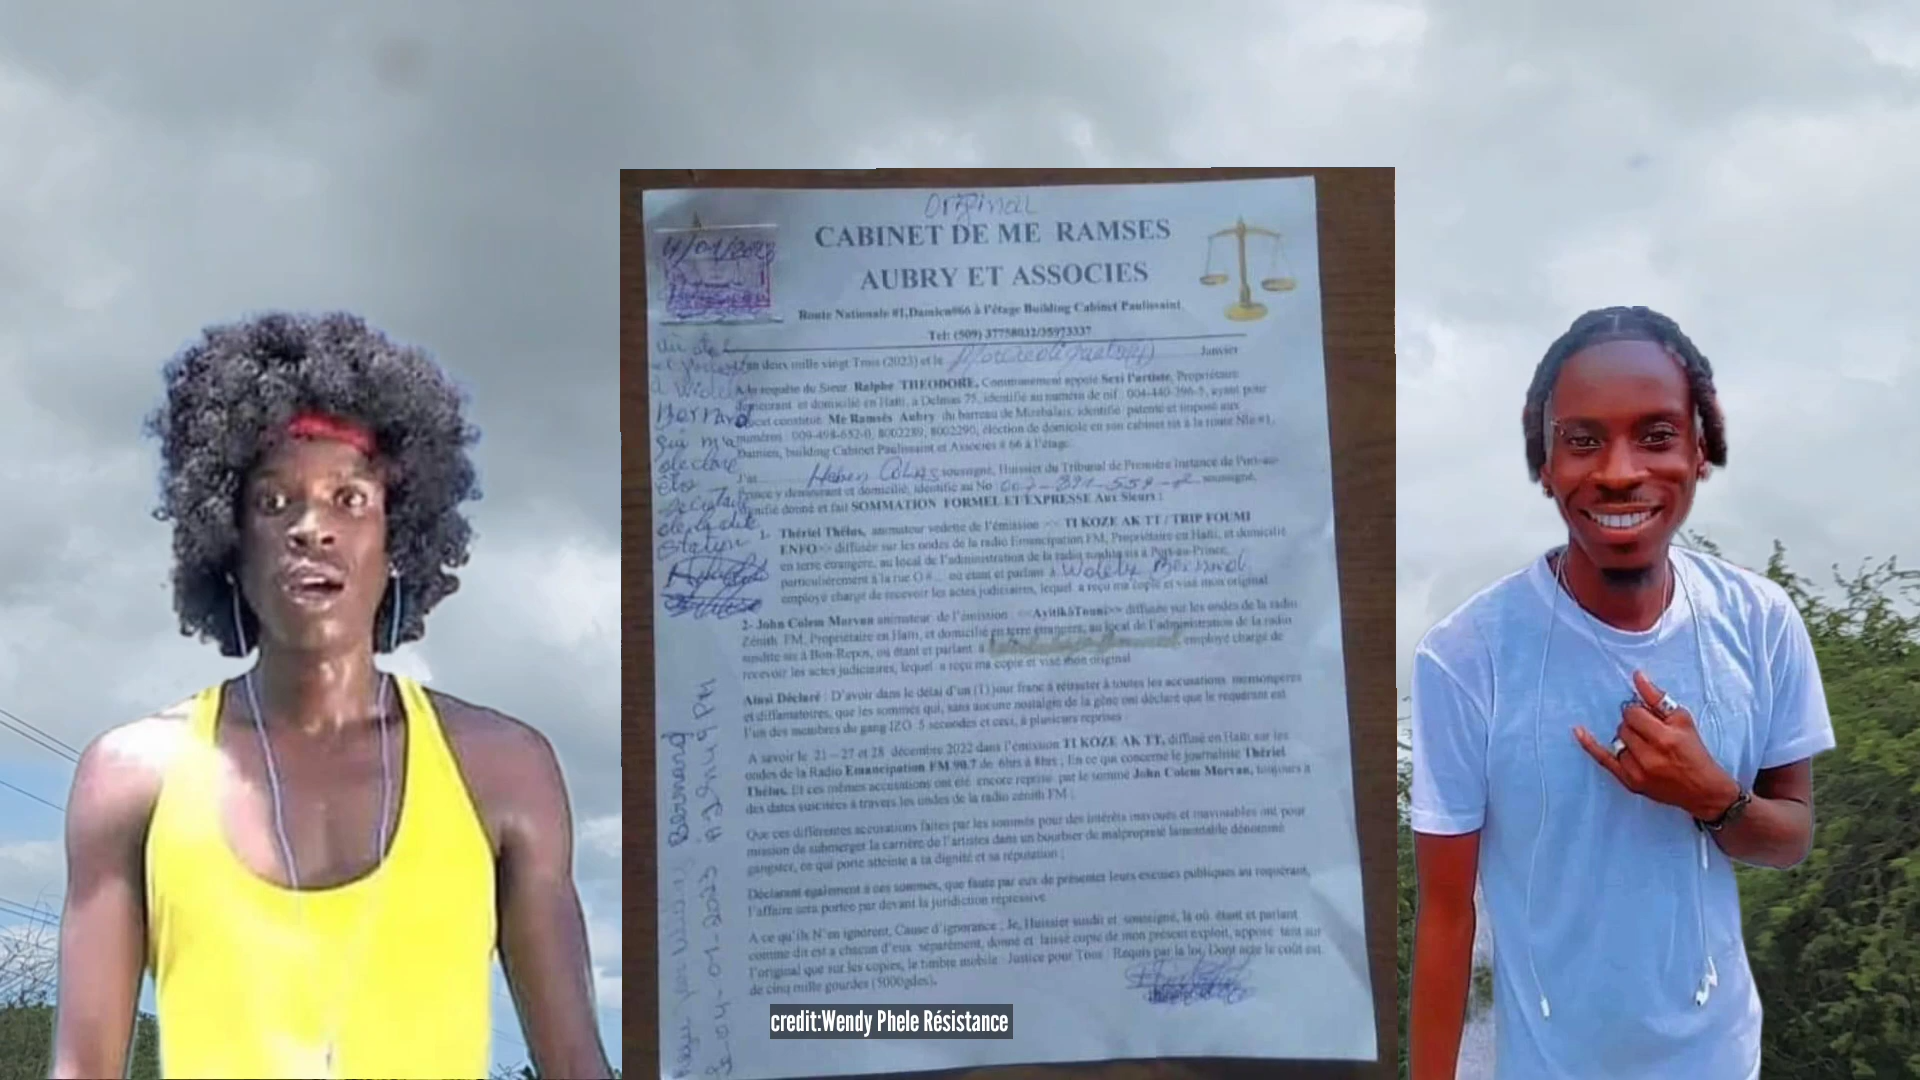 Original
CABINET DE ME RAMSES
AUBRY ET ASSOCIES
Route Nationale #1,Damien#66 à l'étage Building Cabinet Paulissaint
Tel: (509) 37758032/35973337
4/01/2023
L'an deux mille vingt Trois (2023) et le Janvier
A la requête du Sieur Ralphe THEODORE, Communement appelé Sexi l'artiste, Propriétaire
demeurant et domicilié en Haïti, à Delmas 75, identifié au numéro de nif : 004-440-396-5, ayant pour
avocat constitué Me Ramsès Aubry du barreau de Mirebalais, identifié patenté et imposé aux
numéros : 009-498-652-0, 8002289, 8002290, élection de domicile en son cabinet sis à la route Nle #1,
Damien, building Cabinet Paulissaint et Associés # 66 à l'étage
J'ai soussigné, Huissier du Tribunal de Première Instance de Port-au-
Prince y demeurant et domicilié, identifié au No soussigné,
signifié donné et fait SOMMATION FORMEL ET EXPRESSE Aux Sieurs :
1- Thériel Thélus, animateur vedette de l'émission << TI KOZE AK TT / TRIP FOUMI
ENFO>> diffusée sur les ondes de la radio Emancipation FM, Propriétaire en Haïti, et domicilié
en terre étrangère, au local de l'administration de la radio susdite sis à Port-au-Prince,
particulièrement à la rue où étant et parlant à
employé chargé de recevoir les actes judiciaires, lequel a reçu ma copie et visé mon original
2- John Colem Morvan animateur de l'émission <<AyitikòTouni>> diffusée sur les ondes de la radio
Zénith FM, Propriétaire en Haïti, et domicilié en terre étrangère, au local de l'administration de la radio
susdite sis à Bon-Repos, où étant et parlant à employé chargé de
recevoir les actes judiciaires, lequel a reçu ma copie et visé mon original
Ainsi Déclaré : D'avoir dans le délai d'un (1) jour franc à rétracter à toutes les accusations mensongères
et diffamatoires, que les sommés qui, sans aucune nostalgie de la gêne ont déclaré que le requérant est
l'un des membres du gang IZO 5 secondes et ceci, à plusieurs reprises
A savoir le 21 – 27 et 28 décembre 2022 dans l'émission TI KOZE AK TT, diffusé en Haïti sur les
ondes de la Radio Emancipation FM 90.7 de 6hrs à 8hrs ; En ce qui concerne le journaliste Thériel
Thélus. Et ces mêmes accusations ont été encore reprise par le sommé John Colem Morvan, toujours à
des dates suscitées à travers les ondes de la radio zénith FM ;
Que ces différentes accusations faites par les sommés pour des intérêts inavoués et inavouables ont pour
mission de submerger la carrière de l'artistes dans un bourbier de malpropreté lamentable dénommé
gangster, ce qui porte atteinte à sa dignité et sa réputation ;
Déclarant également à ces sommés, que faute par eux de présenter leurs excuses publiques au requérant,
l'affaire sera portée par devant la juridiction répressive
A ce qu'ils N'en ignorent, Cause d'ignorance ; Je, Huissier susdit et soussigné, là où étant et parlant
comme dit est à chacun d'eux séparément, donné et laissé copie de mon présent exploit, apposé tant sur
l'original que sur les copies, le timbre mobile : Justice pour Tous : Requis par la loi. Dont acte le coût est
de cinq mille gourdes (5000gdes).
credit:Wendy Phele Résistance